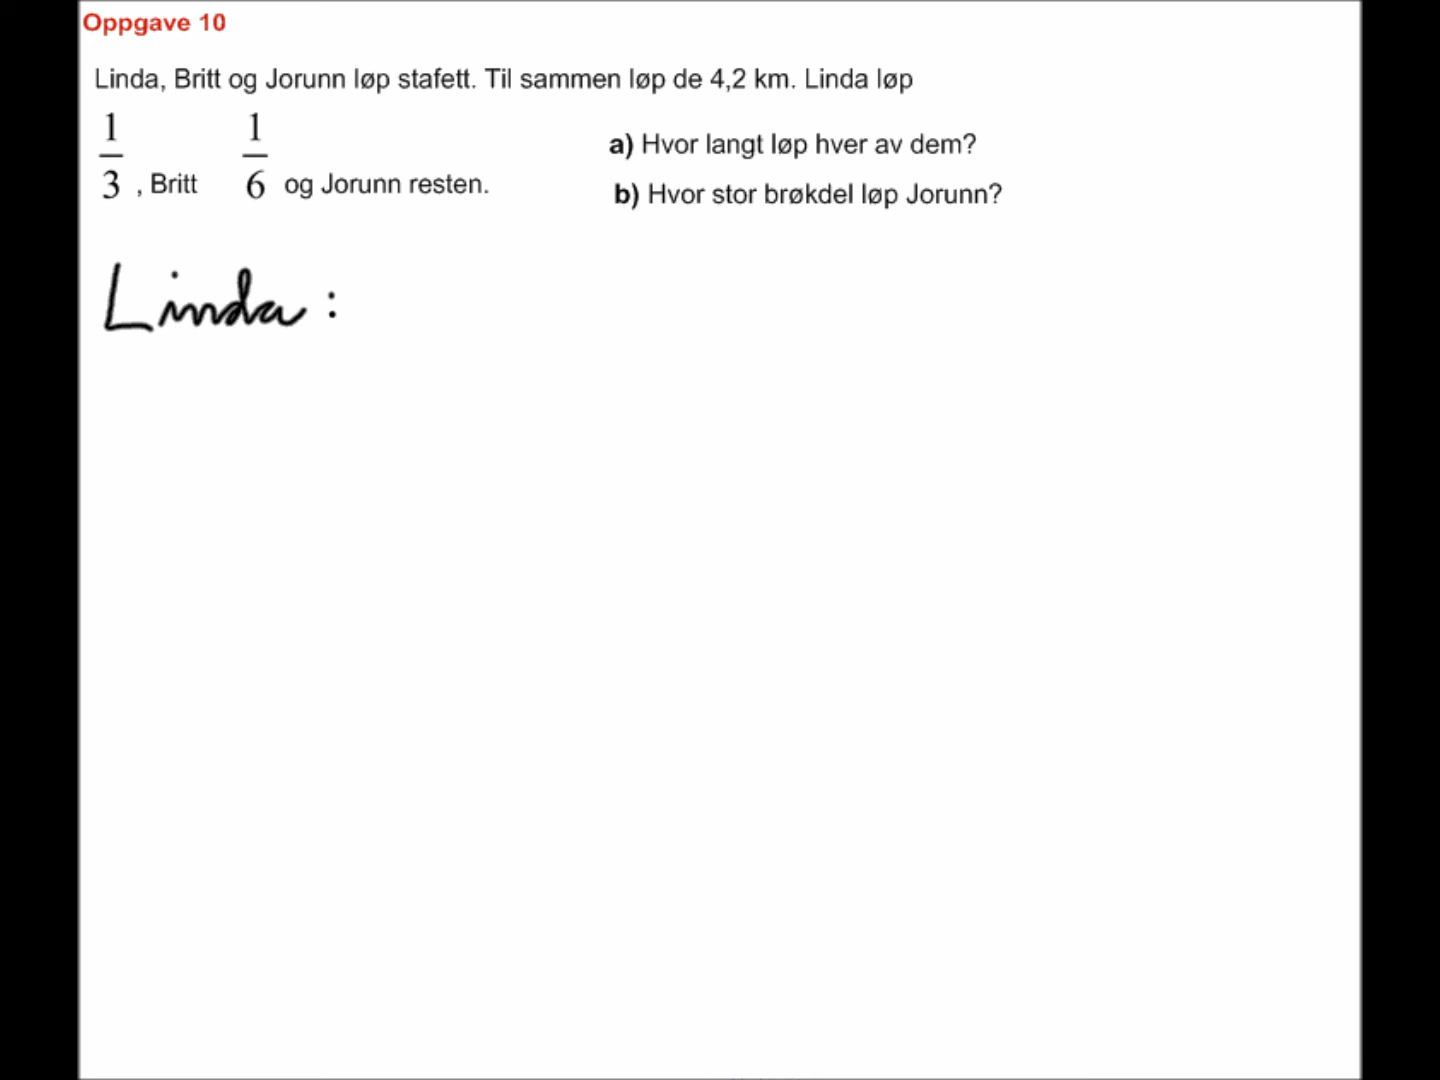 Oppgave 10
Linda, Britt og Jorunn løp stafett. Til sammen løp de 4,2 km. Linda løp
1/3 , Britt 1/6 og Jorunn resten.
a) Hvor langt løp hver av dem?
b) Hvor stor brøkdel løp Jorunn?
Linda :